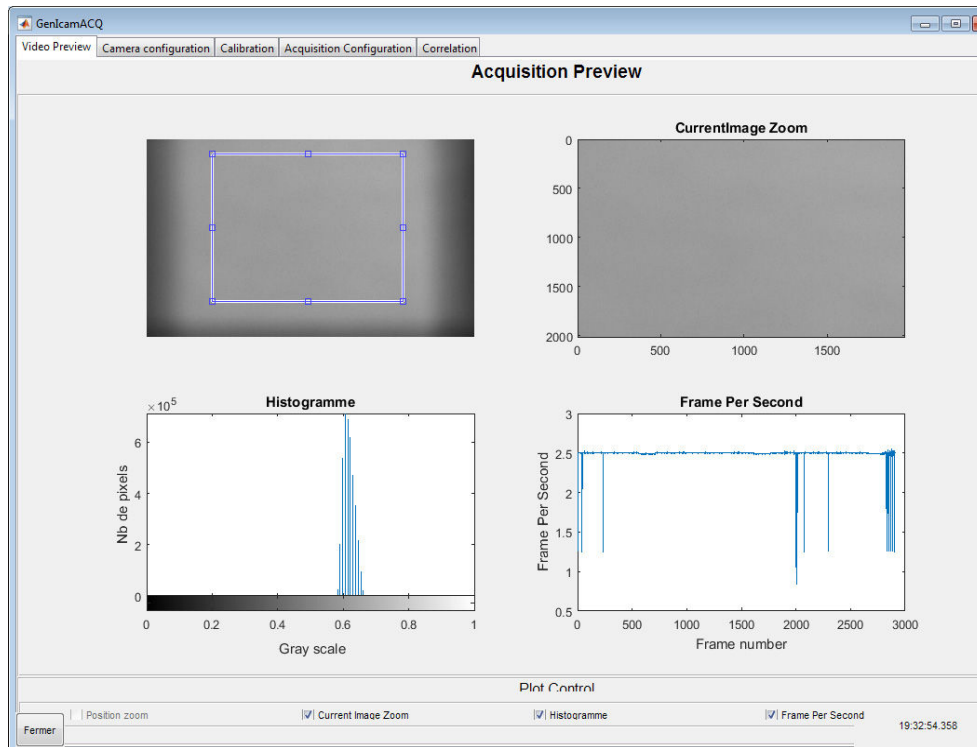 GenIcamACQ
Video Preview Camera configuration Calibration Acquisition Configuration Correlation
Acquisition Preview
CurrentImage Zoom
0
500
1000
1500
2000
0 500 1000 1500
Histogramme
×10^5
6
4
2
0
Nb de pixels
0 0.2 0.4 0.6 0.8 1
Gray scale
Frame Per Second
3
2.5
2
1.5
1
0.5
Frame Per Second
0 500 1000 1500 2000 2500 3000
Frame number
Plot Control
Position zoom Current Image Zoom Histogramme Frame Per Second
Fermer
19:32:54.358